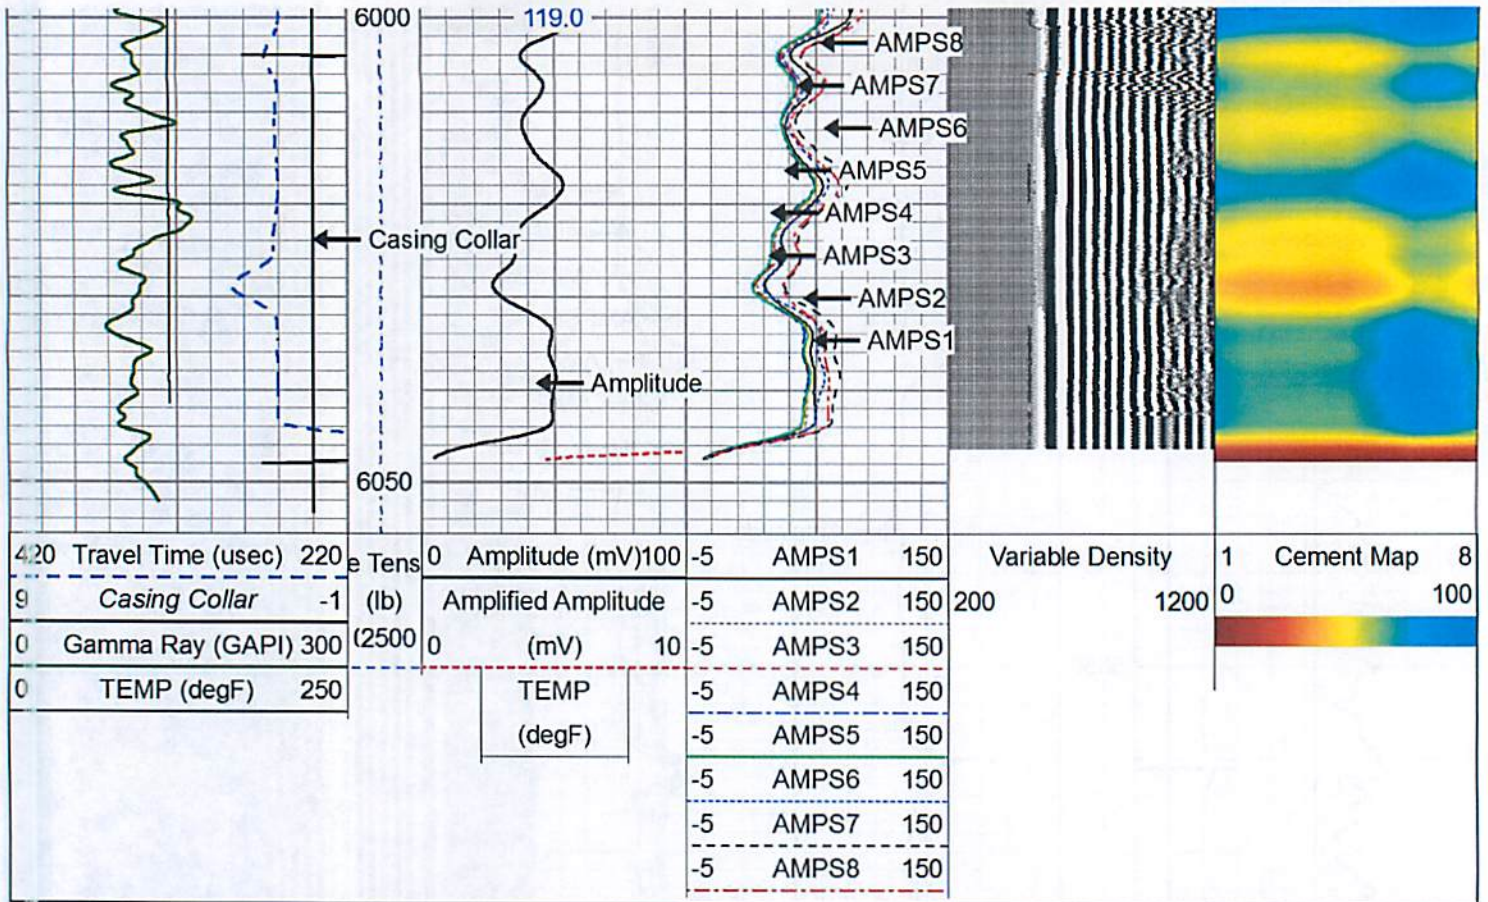 6000
119.0
AMPS8
AMPS7
AMPS6
AMPS5
AMPS4
Casing Collar
AMPS3
AMPS2
AMPS1
Amplitude
6050
420 Travel Time (usec) 220
9 Casing Collar -1
0 Gamma Ray (GAPI) 300
0 TEMP (degF) 250
e Tens
(lb)
(2500
0 Amplitude (mV) 100
Amplified Amplitude
0 (mV) 10
TEMP
(degF)
-5 AMPS1 150
-5 AMPS2 150
-5 AMPS3 150
-5 AMPS4 150
-5 AMPS5 150
-5 AMPS6 150
-5 AMPS7 150
-5 AMPS8 150
Variable Density
200 1200
1 Cement Map 8
0 100